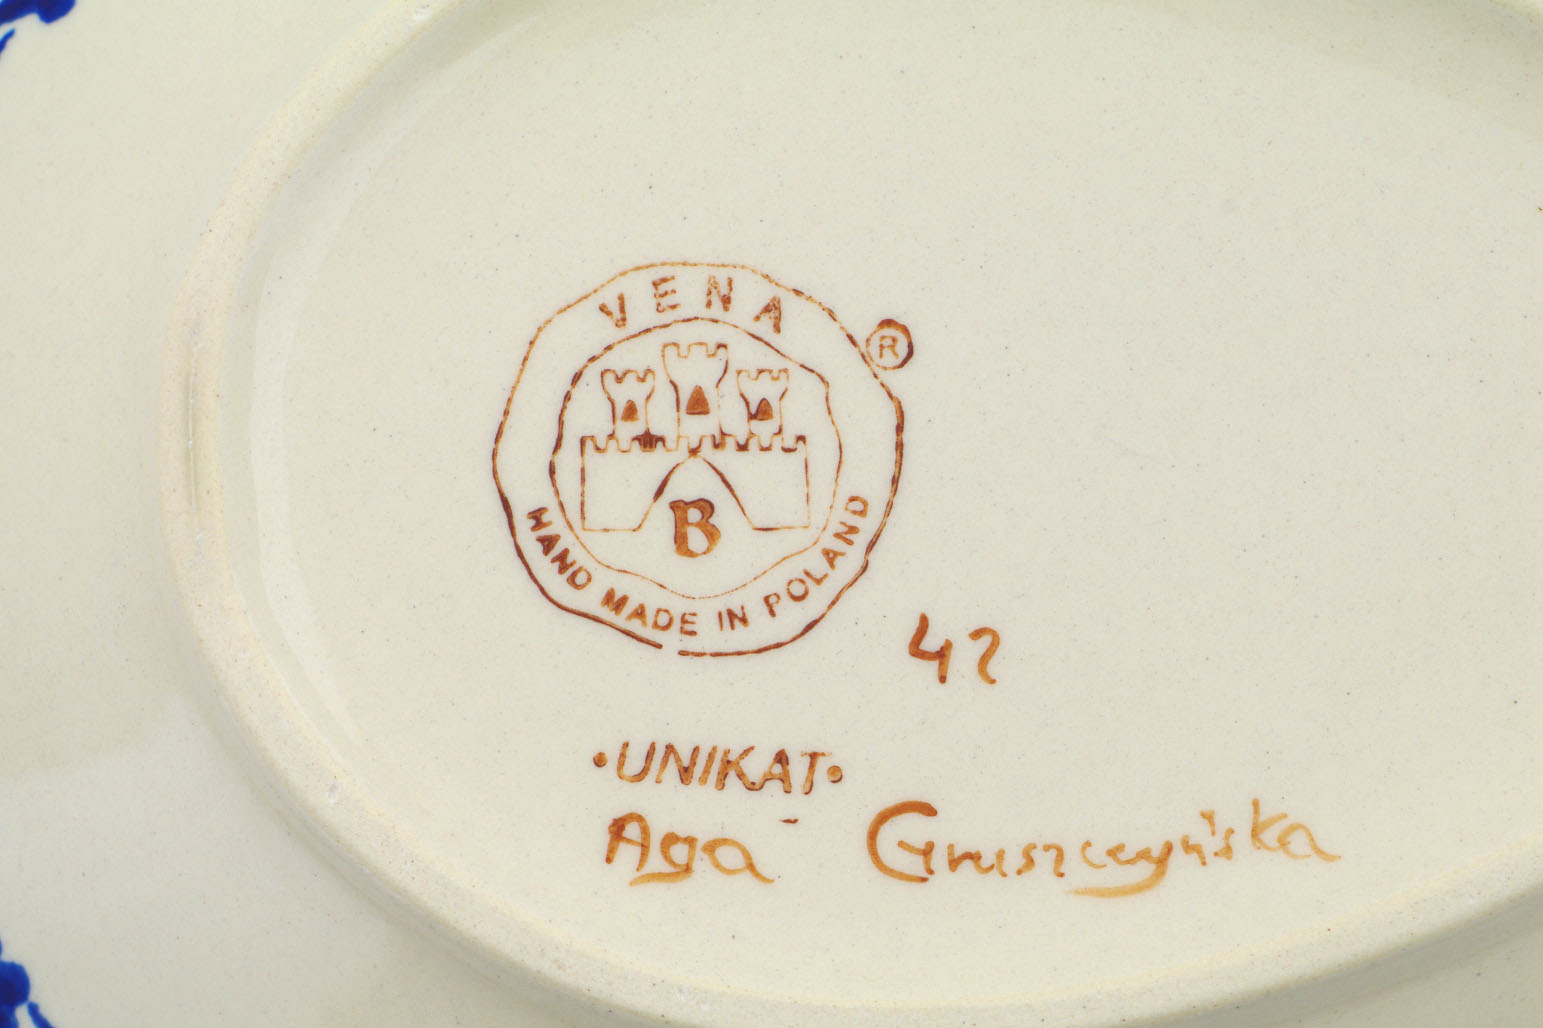 VENA
®
B
HAND MADE IN POLAND
42
·UNIKAT·
Aga Gruszczyńska